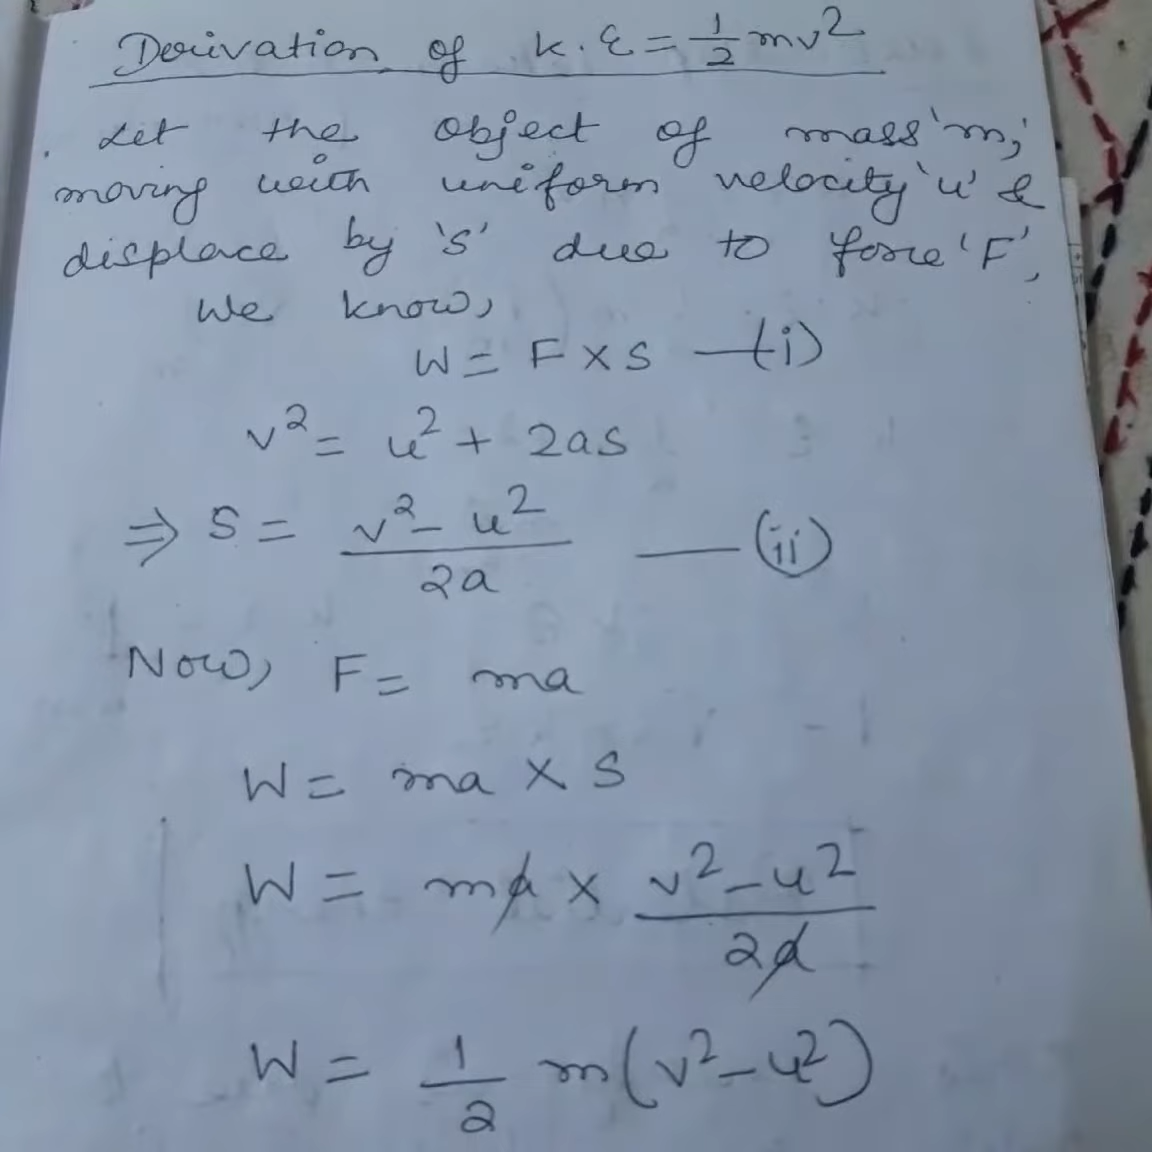 Derivation of K.E = 1/2 mv²
Let the object of mass 'm',
moving with uniform velocity 'u' &
displace by 's' due to force 'F',
We know,
W = F × S —(i)
v² = u² + 2as
⇒ S = v² - u² / 2a —(ii)
Now, F = ma
W = ma × S
W = ma × v² - u² / 2a
W = 1/2 m(v² - u²)